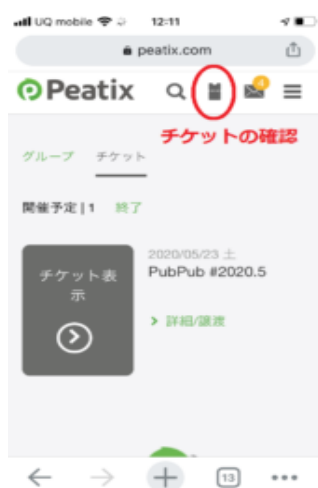 UQ mobile 12:11
peatix.com
Peatix 4
チケットの確認
グループ チケット
開催予定|1 終了
2020/05/23 土
PubPub #2020.5
チケット表
示
> 詳細/譲渡
13